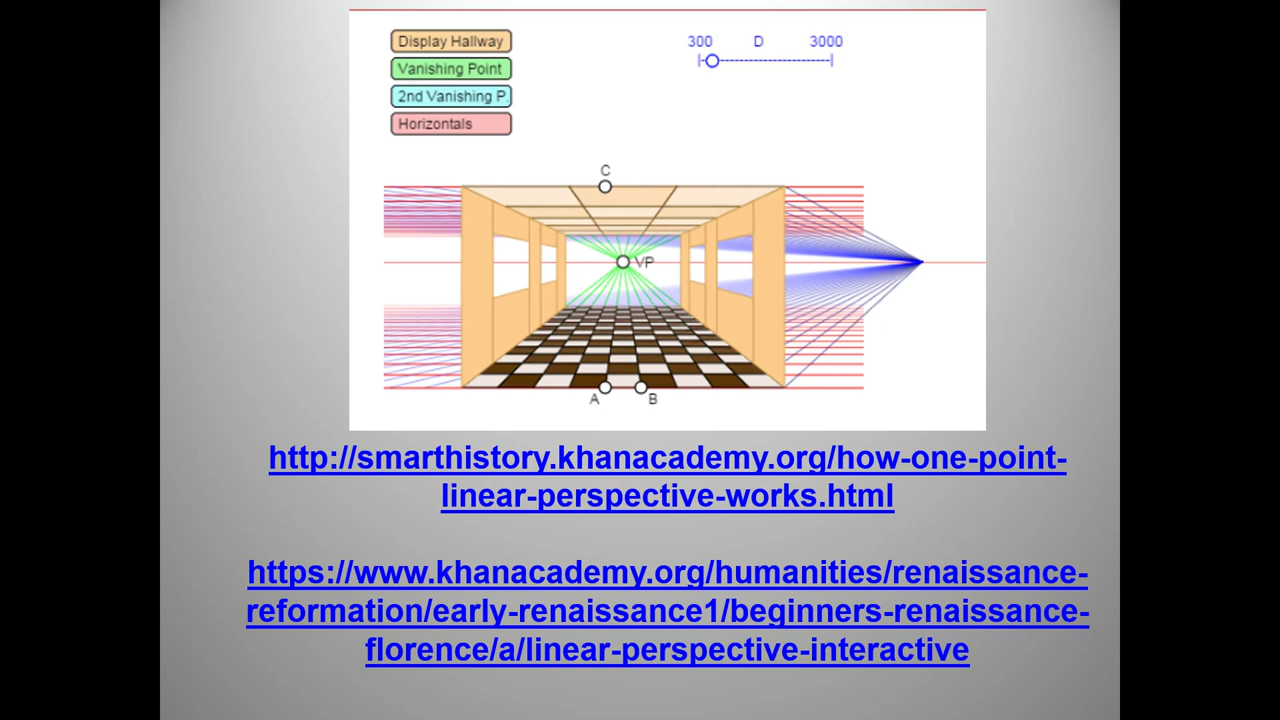 Display Hallway
Vanishing Point
2nd Vanishing P.
Horizontals
300 D 3000
C
VP
A B
http://smarthistory.khanacademy.org/how-one-point-
linear-perspective-works.html
https://www.khanacademy.org/humanities/renaissance-
reformation/early-renaissance1/beginners-renaissance-
florence/a/linear-perspective-interactive